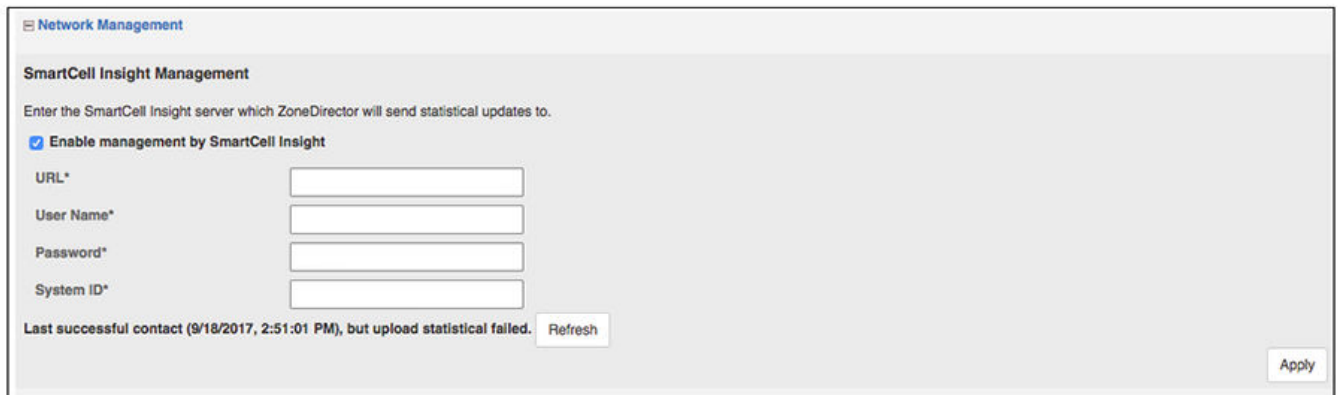 Network Management
SmartCell Insight Management
Enter the SmartCell Insight server which ZoneDirector will send statistical updates to.
Enable management by SmartCell Insight
URL*
User Name*
Password*
System ID*
Last successful contact (9/18/2017, 2:51:01 PM), but upload statistical failed. Refresh
Apply